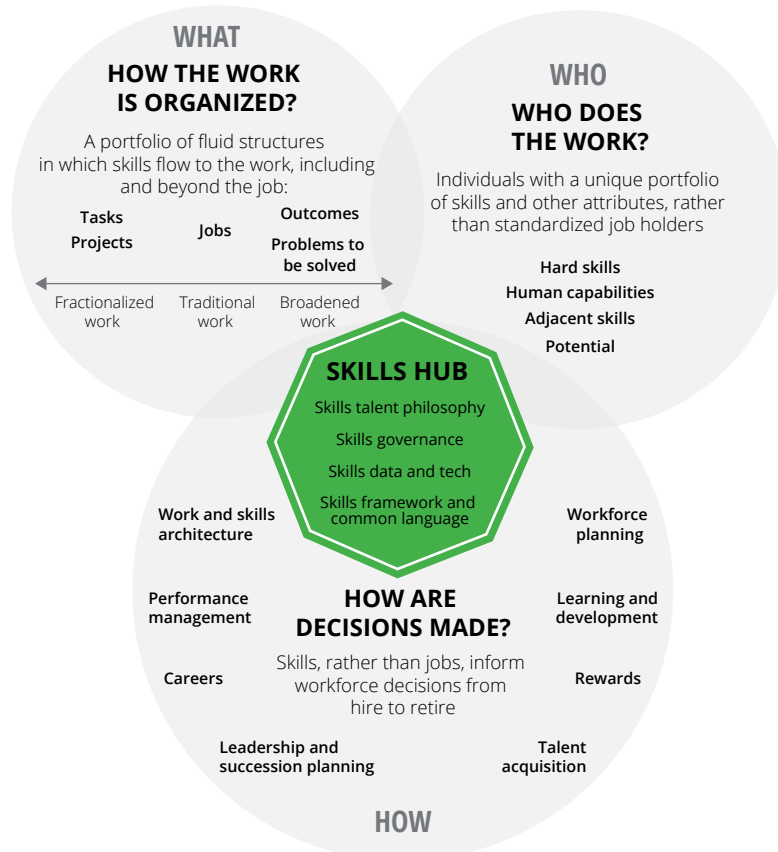 WHAT
HOW THE WORK
IS ORGANIZED?
A portfolio of fluid structures
in which skills flow to the work, including
and beyond the job:
Tasks
Projects
Jobs
Outcomes
Problems to
be solved
Fractionalized
work
Traditional
work
Broadened
work
WHO
WHO DOES
THE WORK?
Individuals with a unique portfolio
of skills and other attributes, rather
than standardized job holders
Hard skills
Human capabilities
Adjacent skills
Potential
SKILLS HUB
Skills talent philosophy
Skills governance
Skills data and tech
Skills framework and
common language
Work and skills
architecture
Performance
management
Careers
Leadership and
succession planning
HOW ARE
DECISIONS MADE?
Skills, rather than jobs, inform
workforce decisions from
hire to retire
Workforce
planning
Learning and
development
Rewards
Talent
acquisition
HOW